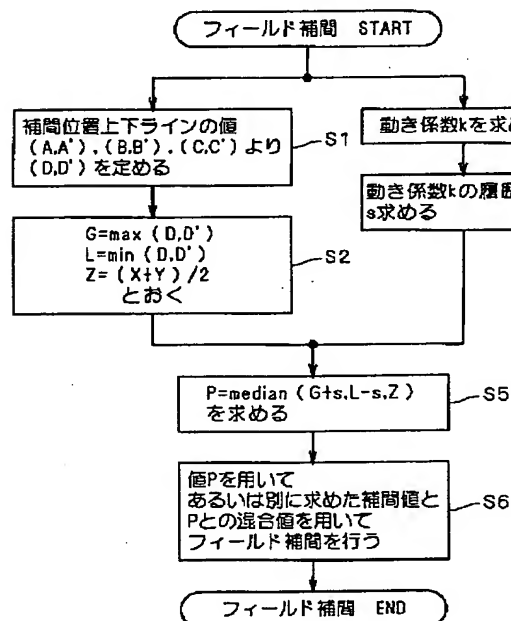 フィールド補間 START
補間位置上下ラインの値
(A,A'),(B,B').(C,C')より
(D,D')を定める
S1
動き係数kを求め
G=max (D,D')
L=min (D,D')
Z= (X+Y) /2
とおく
S2
動き係数kの履
s求める
P=median (G+s,L-s,Z)
を求める
S5
値Pを用いて
あるいは別に求めた補間値と
Pとの混合値を用いて
フィールド補間を行う
S6
フィールド補間 END